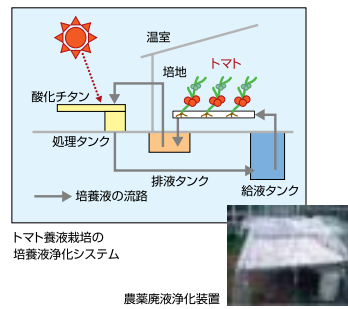 温室
トマト
培地
酸化チタン
処理タンク
排液タンク
給液タンク
培養液の流路
トマト養液栽培の
培養液浄化システム
農薬廃液浄化装置